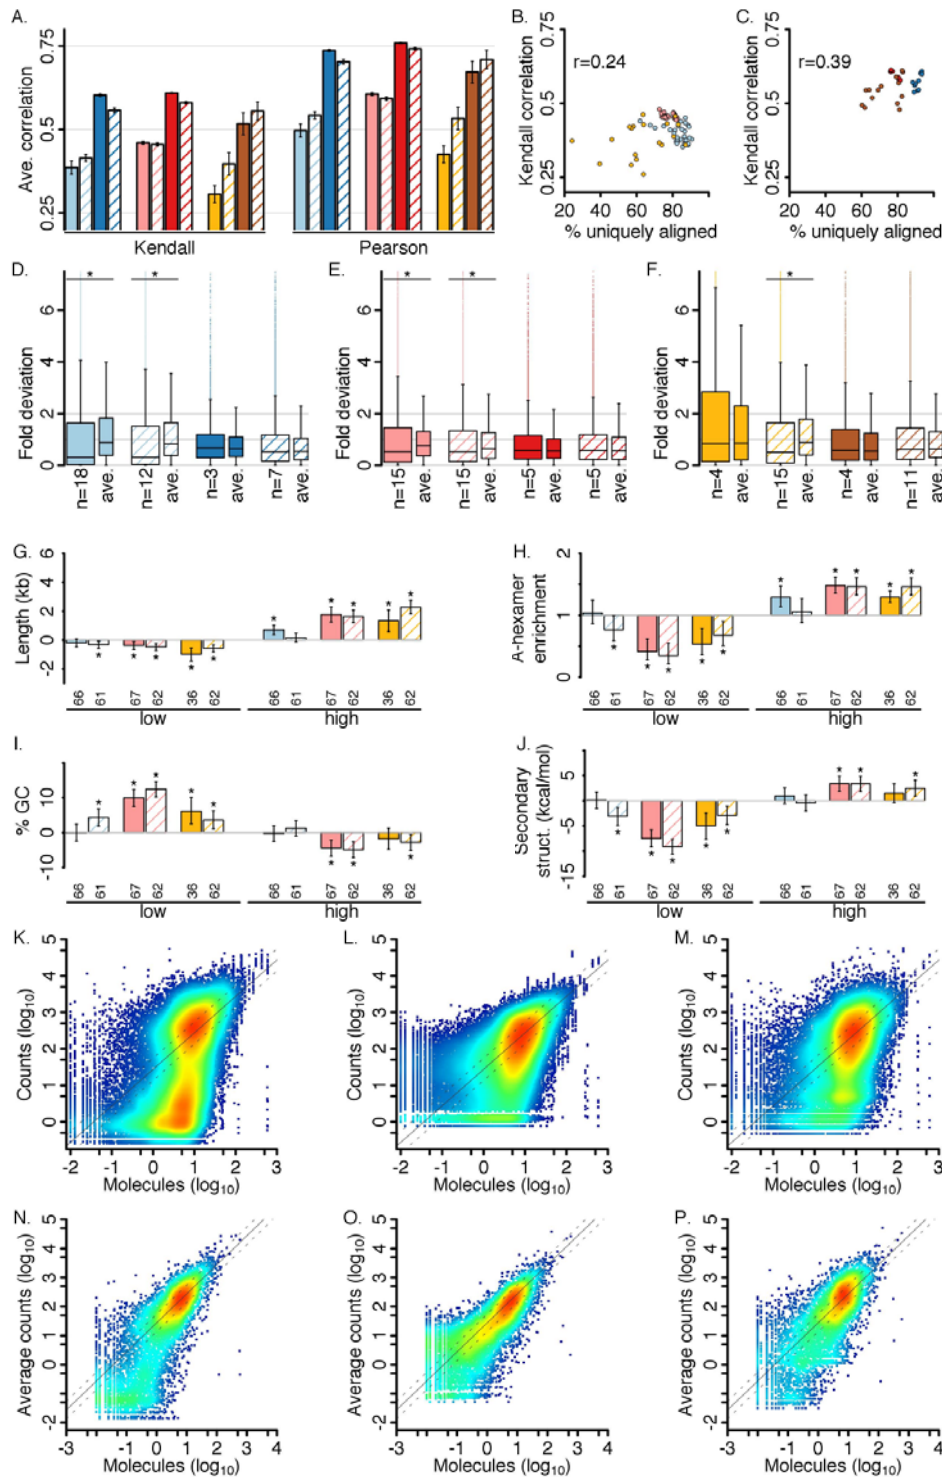 A.
Ave. correlation
0.75
0.5
0.25
Kendall
Pearson
B.
Kendall correlation
0.75
0.5
0.25
r=0.24
20 40 60 80
% uniquely aligned
C.
Kendall correlation
0.75
0.5
0.25
r=0.39
20 40 60 80
% uniquely aligned
D.
Fold deviation
6
4
2
0
* *
n=18 ave. n=12 ave. n=3 ave. n=7 ave.
E.
Fold deviation
6
4
2
0
* *
n=15 ave. n=15 ave. n=5 ave. n=5 ave.
F.
Fold deviation
6
4
2
0
*
n=4 ave. n=15 ave. n=4 ave. n=11 ave.
G.
Length (kb)
6
4
2
0
-2
* * * * *
* * * * * *
66 61 67 62 36 62 66 61 67 62 36 62
low high
H.
A-hexamer
enrichment
2
1
0
* * * * *
* * * * *
66 61 67 62 36 62 66 61 67 62 36 62
low high
I.
% GC
10
0
-10
* * * * *
* * *
66 61 67 62 36 62 66 61 67 62 36 62
low high
J.
Secondary
struct. (kcal/mol)
5
-5
-15
* * *
* * * * *
66 61 67 62 36 62 66 61 67 62 36 62
low high
K.
Counts (log10)
5
4
3
2
1
0
-2 -1 0 1 2 3
Molecules (log10)
L.
Counts (log10)
5
4
3
2
1
0
-2 -1 0 1 2 3
Molecules (log10)
M.
Counts (log10)
5
4
3
2
1
0
-2 -1 0 1 2 3
Molecules (log10)
N.
Average counts (log10)
5
4
3
2
1
0
-2
-3 -2 -1 0 1 2 3 4
Molecules (log10)
O.
Average counts (log10)
5
4
3
2
1
0
-2
-3 -2 -1 0 1 2 3 4
Molecules (log10)
P.
Average counts (log10)
5
4
3
2
1
0
-2
-3 -2 -1 0 1 2 3 4
Molecules (log10)